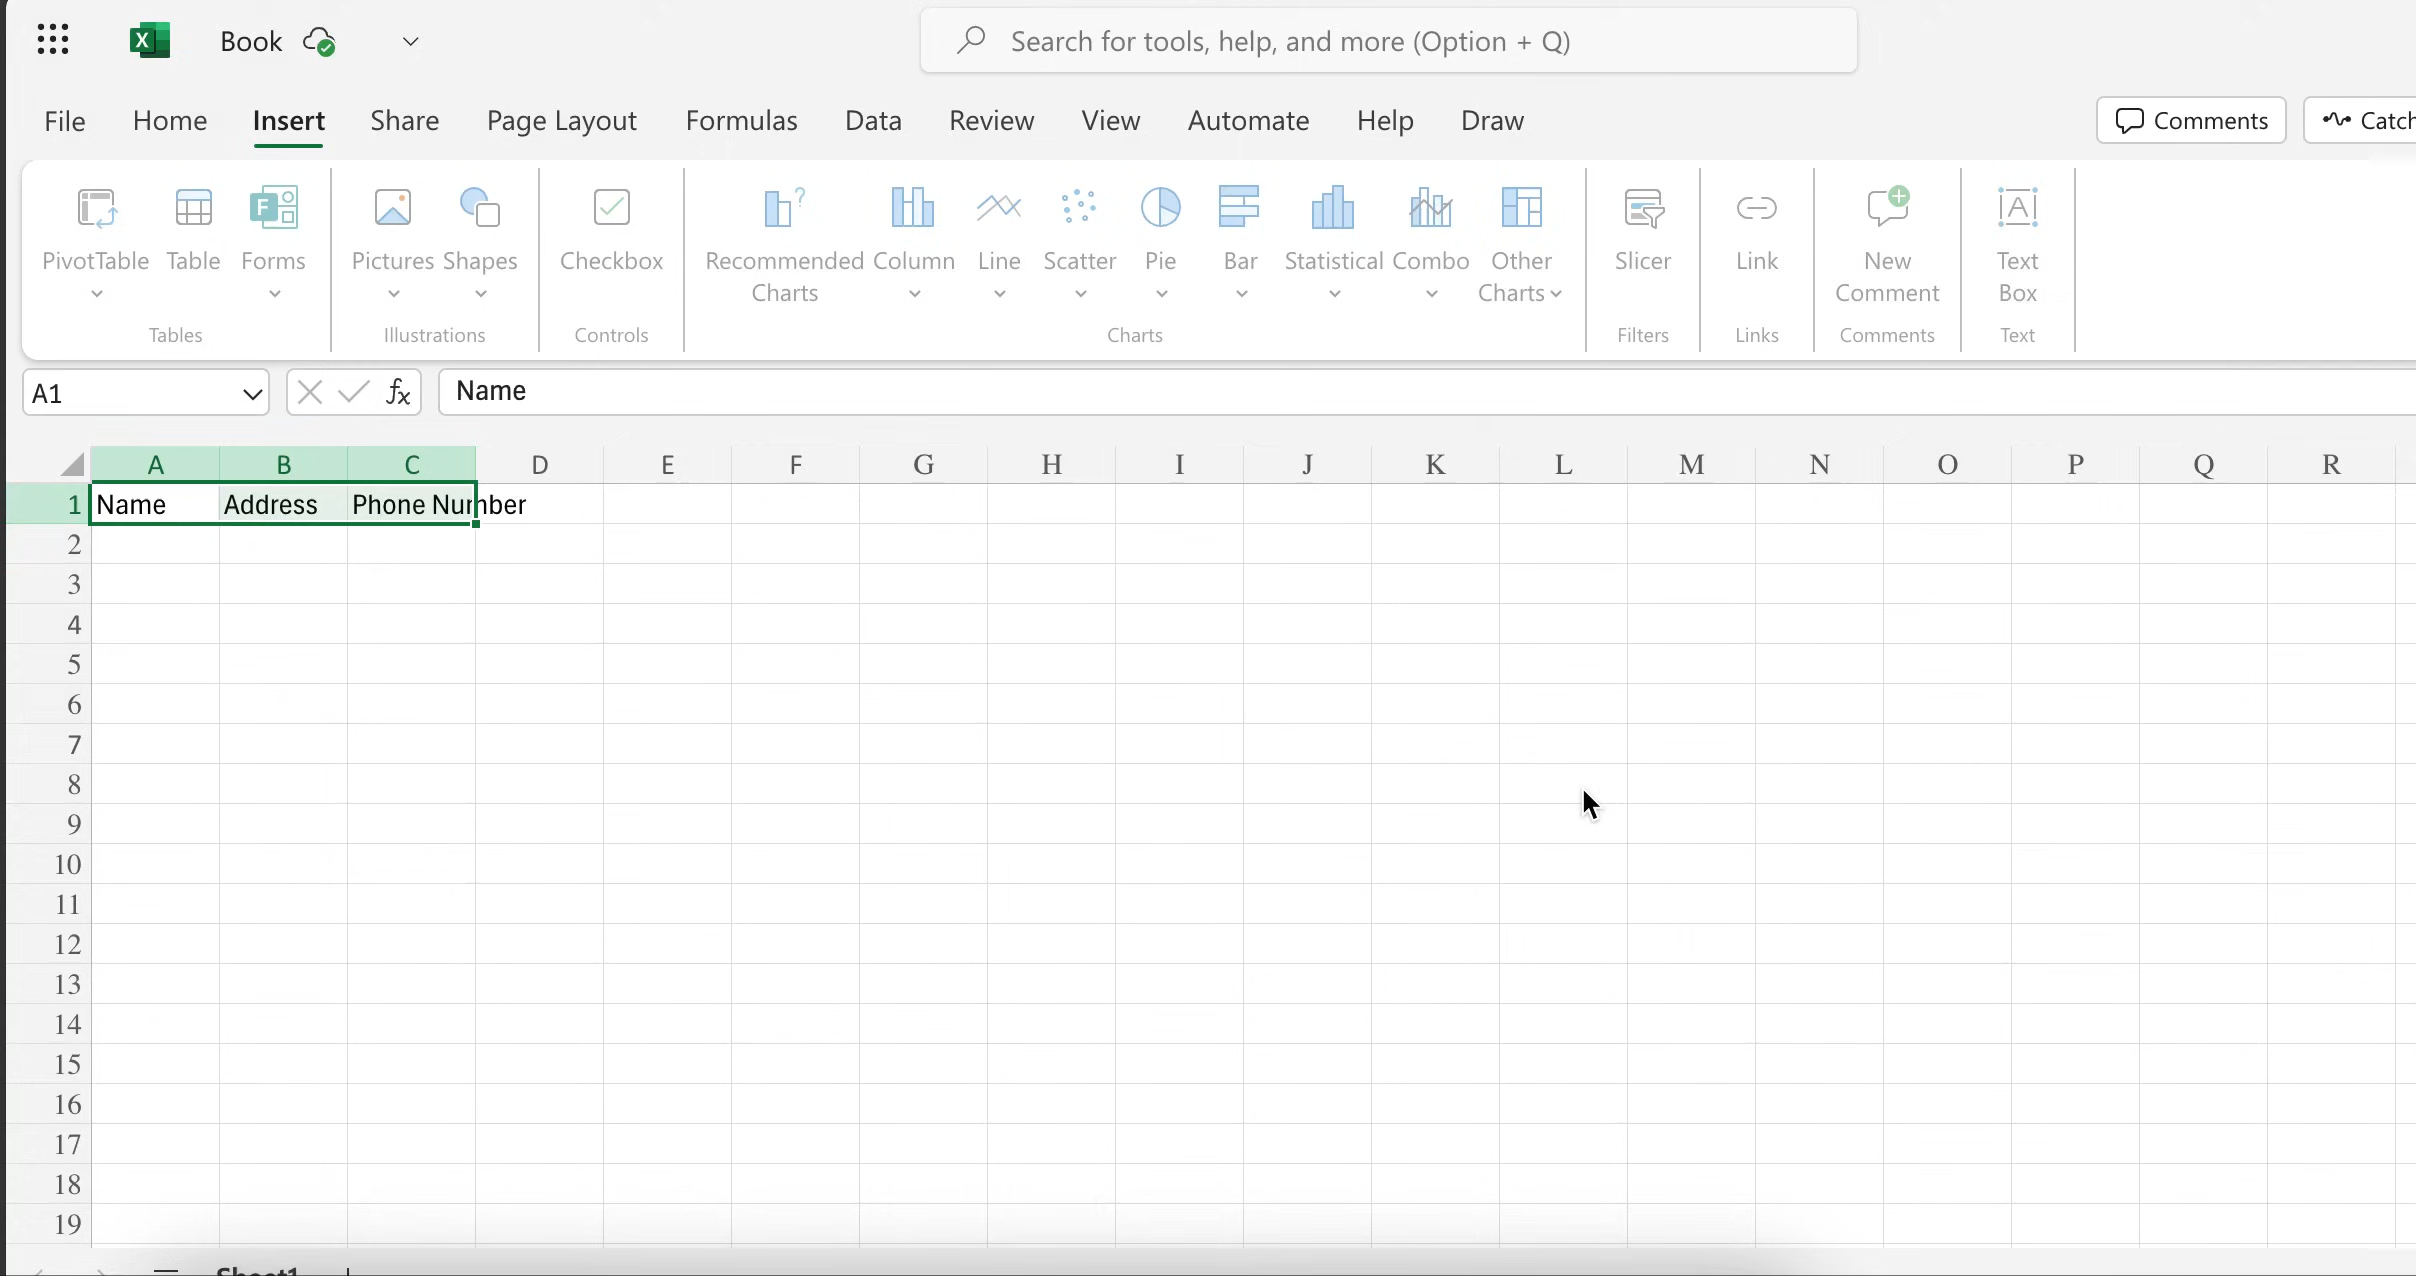 Book
Search for tools, help, and more (Option + Q)
File Home Insert Share Page Layout Formulas Data Review View Automate Help Draw
Comments Catch
PivotTable Table Forms Pictures Shapes Checkbox Recommended Charts Column Line Scatter Pie Bar Statistical Combo Other Charts Slicer Link New Comment Text Box
Tables Illustrations Controls Charts Filters Links Comments Text
A1 fx Name
A B C D E F G H I J K L M N O P Q R
1 Name Address Phone Number
2
3
4
5
6
7
8
9
10
11
12
13
14
15
16
17
18
19
Sheet1